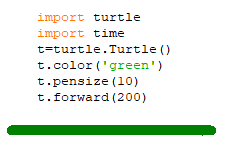 import turtle
import time
t=turtle.Turtle()
t.color('green')
t.pensize(10)
t.forward(200)